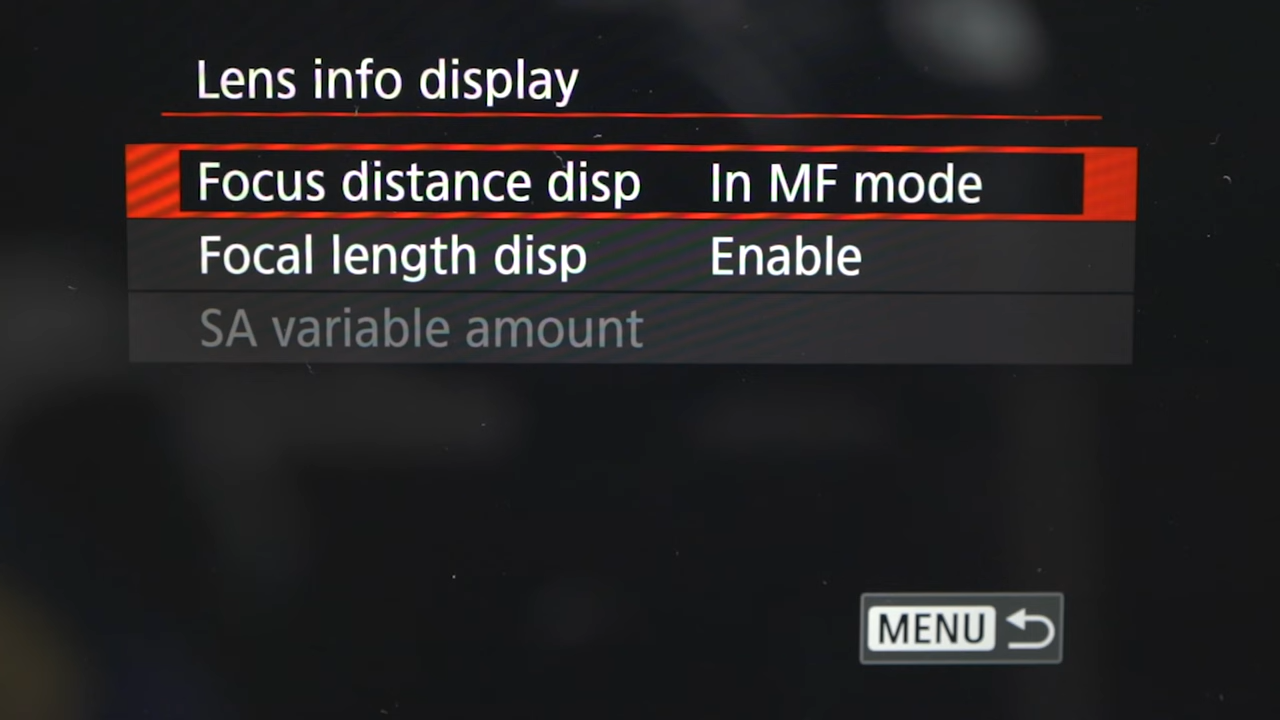 Lens info display
Focus distance disp In MF mode
Focal length disp Enable
SA variable amount
MENU